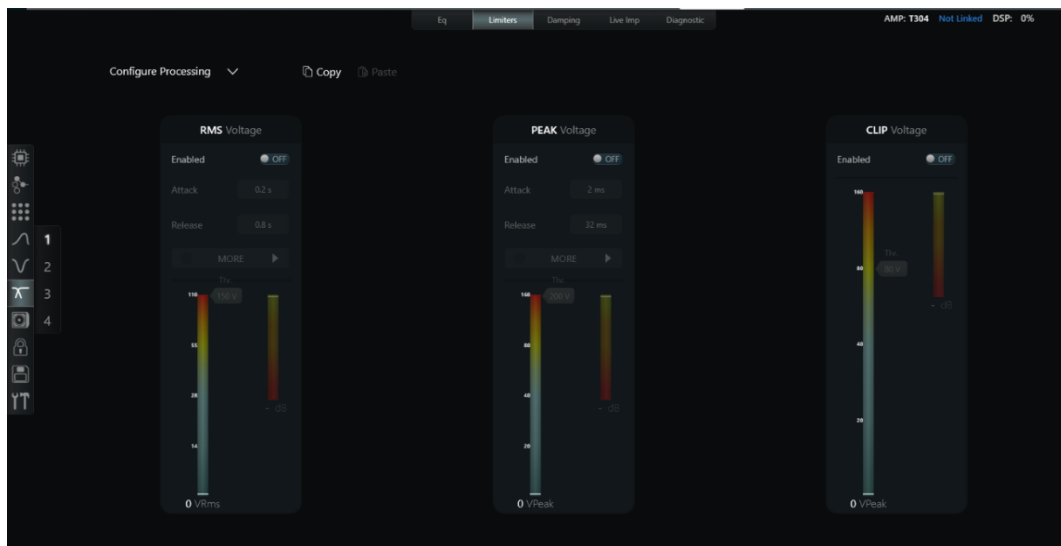 Eq Limiters Damping Live Imp Diagnostic AMP: T304 Not Linked DSP: 0%
Configure Processing Copy Paste
1
2
3
4
RMS Voltage
Enabled OFF
Attack 0.2 s
Release 0.8 s
MORE
Thr.
110 150 V
55
28
- dB
14
0 VRms
PEAK Voltage
Enabled OFF
Attack 2 ms
Release 32 ms
MORE
Thr.
160 200 V
80
40
- dB
20
0 VPeak
CLIP Voltage
Enabled OFF
160
Thr.
80 80 V
- dB
40
20
0 VPeak